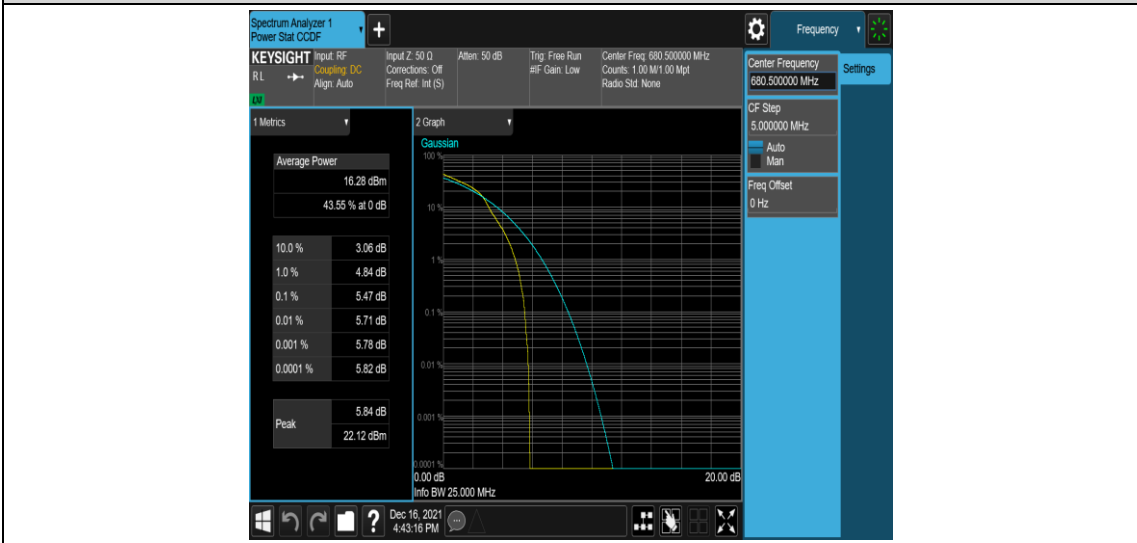 Spectrum Analyzer 1
Power Stat CCDF
+
Frequency
KEYSIGHT
R L
LXI
Input: RF
Coupling: DC
Align: Auto
Input Z: 50 Ω
Corrections: Off
Freq Ref: Int (S)
Atten: 50 dB
Trig: Free Run
#IF Gain: Low
Center Freq: 680.500000 MHz
Counts: 1.00 M/1.00 Mpt
Radio Std: None
Center Frequency
680.500000 MHz
Settings
CF Step
5.000000 MHz
Auto
Man
Freq Offset
0 Hz
1 Metrics
Average Power
16.28 dBm
43.55 % at 0 dB
10.0 % 3.06 dB
1.0 % 4.84 dB
0.1 % 5.47 dB
0.01 % 5.71 dB
0.001 % 5.78 dB
0.0001 % 5.82 dB
Peak
5.84 dB
22.12 dBm
2 Graph
Gaussian
100 %
10 %
1 %
0.1 %
0.01 %
0.001 %
0.0001 %
0.00 dB 20.00 dB
Info BW 25.000 MHz
?
Dec 16, 2021
4:43:16 PM